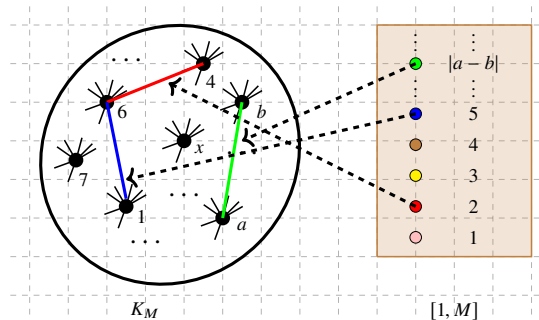 . . .
4
6
b
x
7
1
. . .
a
. . .
K_M
⋮ ⋮
|a − b|
⋮ ⋮
5
4
3
2
1
[1, M]